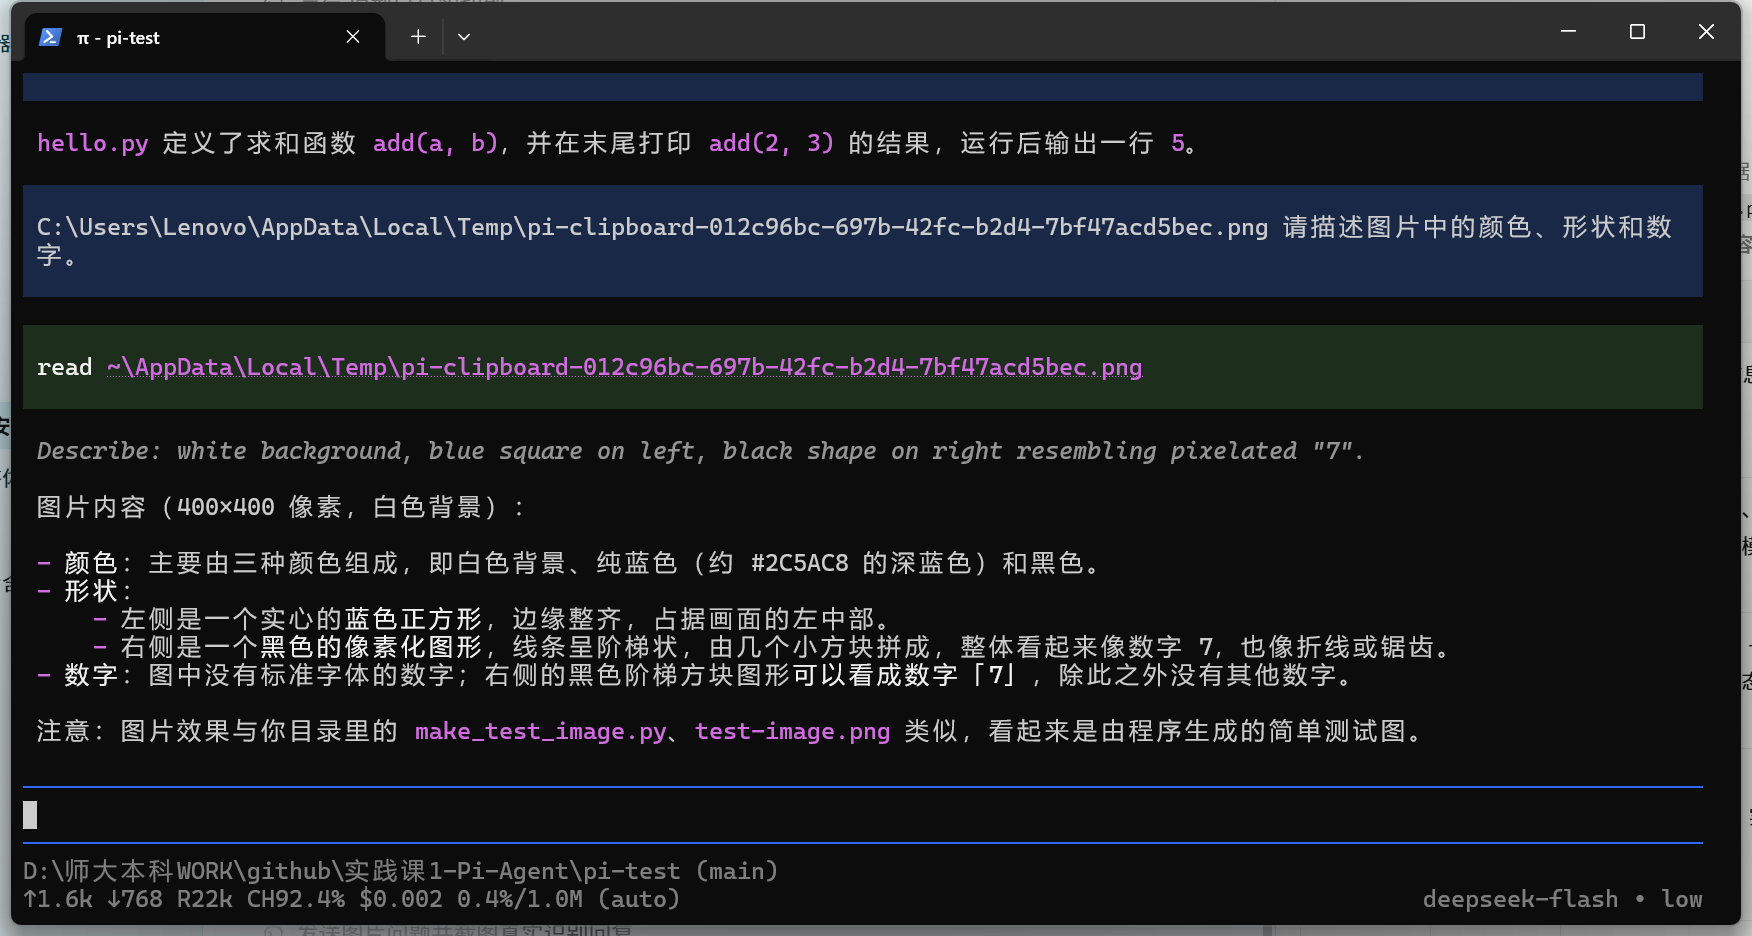 π - pi-test
hello.py 定义了求和函数 add(a, b)，并在末尾打印 add(2, 3) 的结果，运行后输出一行 5。
C:\Users\Lenovo\AppData\Local\Temp\pi-clipboard-012c96bc-697b-42fc-b2d4-7bf47acd5bec.png 请描述图片中的颜色、形状和数
字。
read ~\AppData\Local\Temp\pi-clipboard-012c96bc-697b-42fc-b2d4-7bf47acd5bec.png
Describe: white background, blue square on left, black shape on right resembling pixelated "7".
图片内容（400×400 像素，白色背景）：
- 颜色：主要由三种颜色组成，即白色背景、纯蓝色（约 #2C5AC8 的深蓝色）和黑色。
- 形状：
- 左侧是一个实心的蓝色正方形，边缘整齐，占据画面的左中部。
- 右侧是一个黑色的像素化图形，线条呈阶梯状，由几个小方块拼成，整体看起来像数字 7，也像折线或锯齿。
- 数字：图中没有标准字体的数字；右侧的黑色阶梯方块图形可以看成数字「7」，除此之外没有其他数字。
注意：图片效果与你目录里的 make_test_image.py、test-image.png 类似，看起来是由程序生成的简单测试图。
D:\师大本科WORK\github\实践课1-Pi-Agent\pi-test (main)
↑1.6k ↓768 R22k CH92.4% $0.002 0.4%/1.0M (auto)
deepseek-flash • low